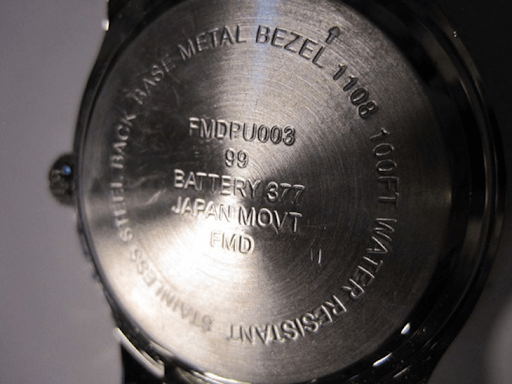 STAINLESS STEEL BACK BASE METAL BEZEL 1108 100FT WATER RESISTANT
FMDPU003
99
BATTERY 377
JAPAN MOVT
FMD